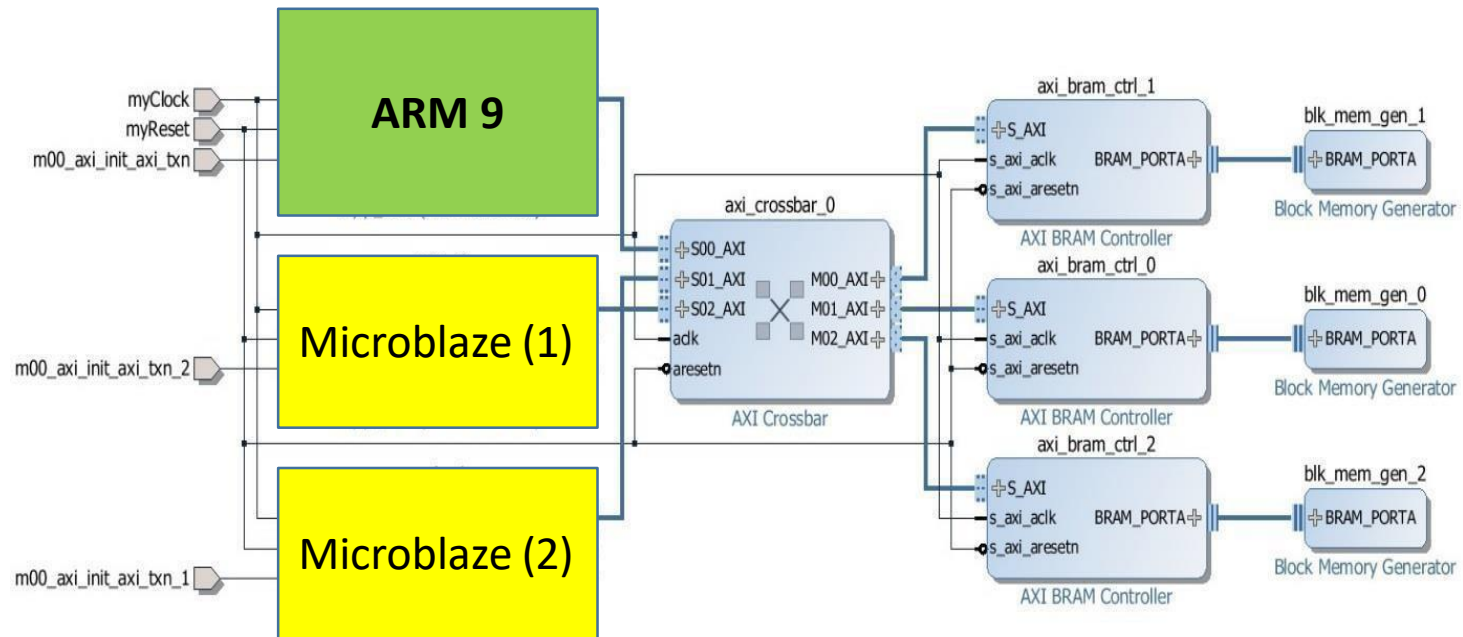 myClock
myReset
m00_axi_init_axi_txn
ARM 9
m00_axi_init_axi_txn_2
Microblaze (1)
m00_axi_init_axi_txn_1
Microblaze (2)
axi_crossbar_0
S00_AXI
S01_AXI
S02_AXI
aclk
aresetn
M00_AXI
M01_AXI
M02_AXI
AXI Crossbar
axi_bram_ctrl_1
S_AXI
s_axi_aclk
s_axi_aresetn
BRAM_PORTA
AXI BRAM Controller
blk_mem_gen_1
BRAM_PORTA
Block Memory Generator
axi_bram_ctrl_0
S_AXI
s_axi_aclk
s_axi_aresetn
BRAM_PORTA
AXI BRAM Controller
blk_mem_gen_0
BRAM_PORTA
Block Memory Generator
axi_bram_ctrl_2
S_AXI
s_axi_aclk
s_axi_aresetn
BRAM_PORTA
AXI BRAM Controller
blk_mem_gen_2
BRAM_PORTA
Block Memory Generator